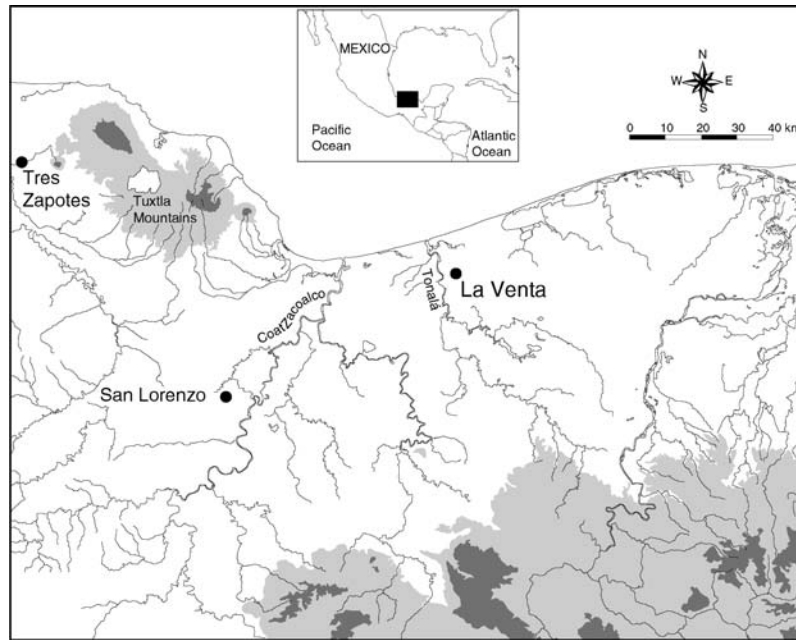 MEXICO
Pacific
Ocean
Atlantic
Ocean
N
W
E
S
0 10 20 30 40 km
Tres
Zapotes
Tuxtla
Mountains
Coatzacoalco
Tonalá
La Venta
San Lorenzo